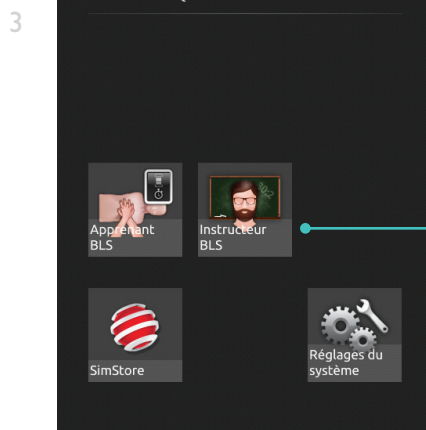 3
Apprenant
BLS
Instructeur
BLS
SimStore
Réglages du
système